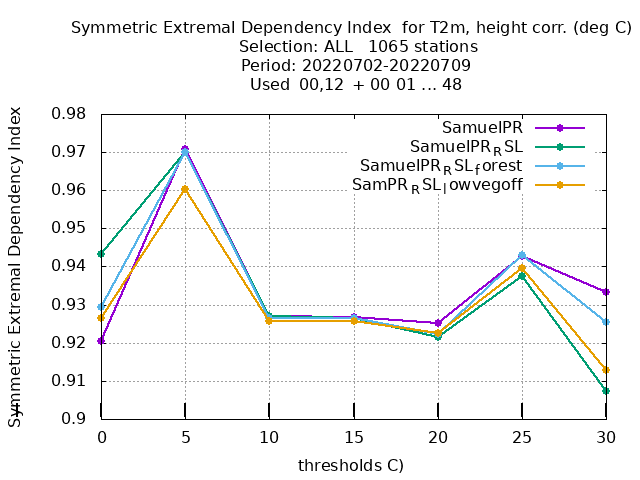 Symmetric Extremal Dependency Index  for T2m, height corr. (deg C)
Selection: ALL   1065 stations
Period: 20220702-20220709
Used  00,12  + 00 01 ... 48
Symmetric Extremal Dependency Index
0.98
0.97
0.96
0.95
0.94
0.93
0.92
0.91
0.9
SamuelPR
SamuelPR_RSL
SamuelPR_RSL_forest
SamPR_RSL_lowvegoff
0 5 10 15 20 25 30
thresholds C)